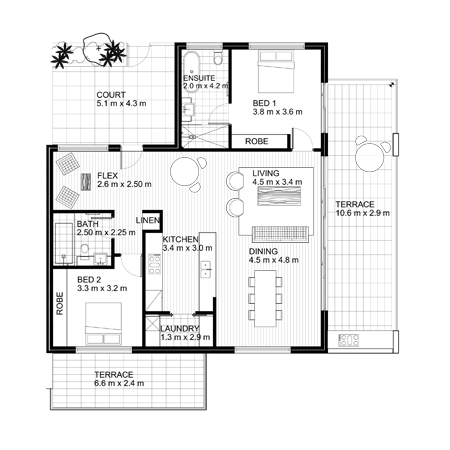 ENSUITE
2.0 m x 4.2 m
BED 1
3.8 m x 3.6 m
COURT
5.1 m x 4.3 m
ROBE
FLEX
2.6 m x 2.50 m
LIVING
4.5 m x 3.4 m
TERRACE
10.6 m x 2.9 m
LINEN
BATH
2.50 m x 2.25 m
KITCHEN
3.4 m x 3.0 m
DINING
4.5 m x 4.8 m
BED 2
3.3 m x 3.2 m
ROBE
LAUNDRY
1.3 m x 2.9 m
TERRACE
6.6 m x 2.4 m